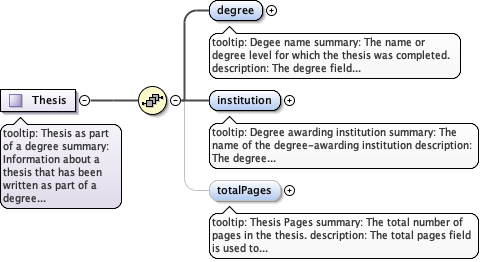 degree
tooltip: Degee name summary: The name or
degree level for which the thesis was completed.
description: The degree field...
Thesis
tooltip: Thesis as part
of a degree summary:
Information about a
thesis that has been
written as part of a
degree...
institution
tooltip: Degree awarding institution summary: The
name of the degree-awarding institution description:
The degree...
totalPages
tooltip: Thesis Pages summary: The total number of
pages in the thesis. description: The total pages field
is used to...